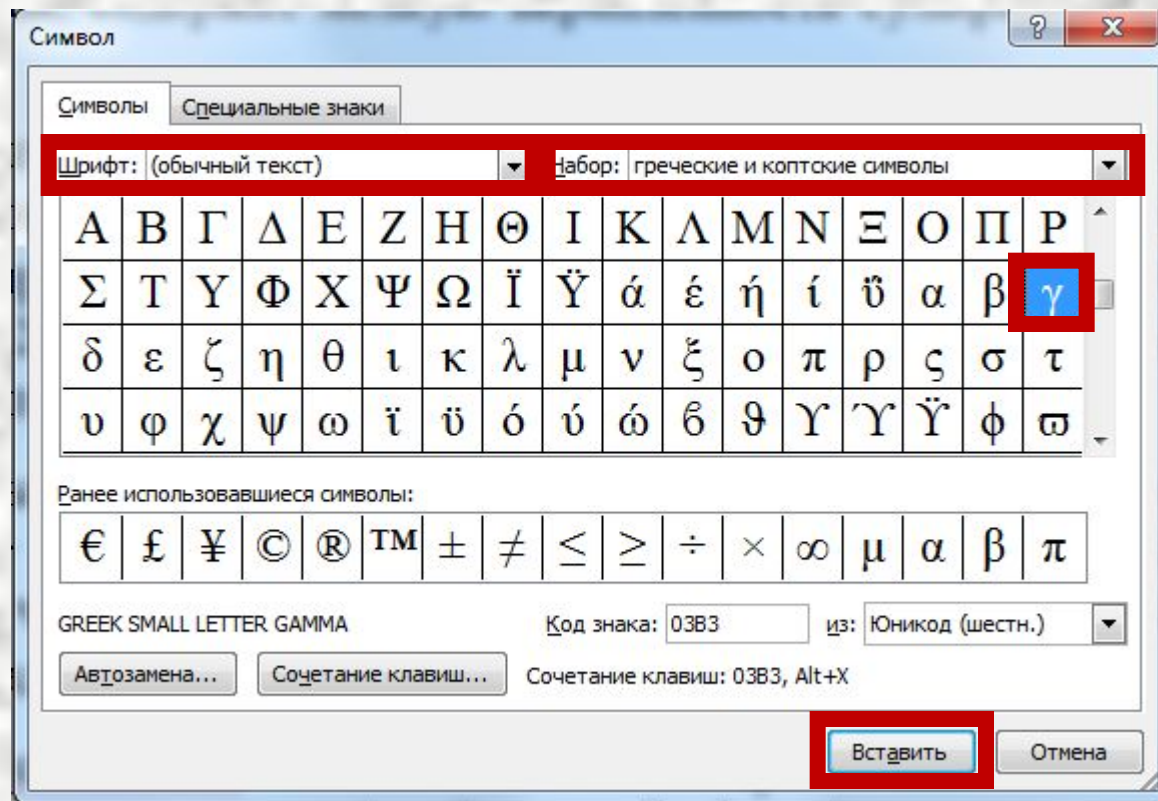 Символ
Символы Специальные знаки
Шрифт: (обычный текст) Набор: греческие и коптские символы
Α Β Γ Δ Ε Ζ Η Θ Ι Κ Λ Μ Ν Ξ Ο Π Ρ
Σ Τ Υ Φ Χ Ψ Ω Ϊ Ϋ ά έ ή ί ΰ α β γ
δ ε ζ η θ ι κ λ μ ν ξ ο π ρ ς σ τ
υ φ χ ψ ω ϊ ϋ ό ύ ώ ϐ ϑ ϒ ϓ ϔ ϕ ϖ
Ранее использовавшиеся символы:
€ £ ¥ © ® ™ ± ≠ ≤ ≥ ÷ × ∞ µ α β π
GREEK SMALL LETTER GAMMA Код знака: 03B3 из: Юникод (шестн.)
Автозамена... Сочетание клавиш... Сочетание клавиш: 03B3, Alt+X
Вставить Отмена